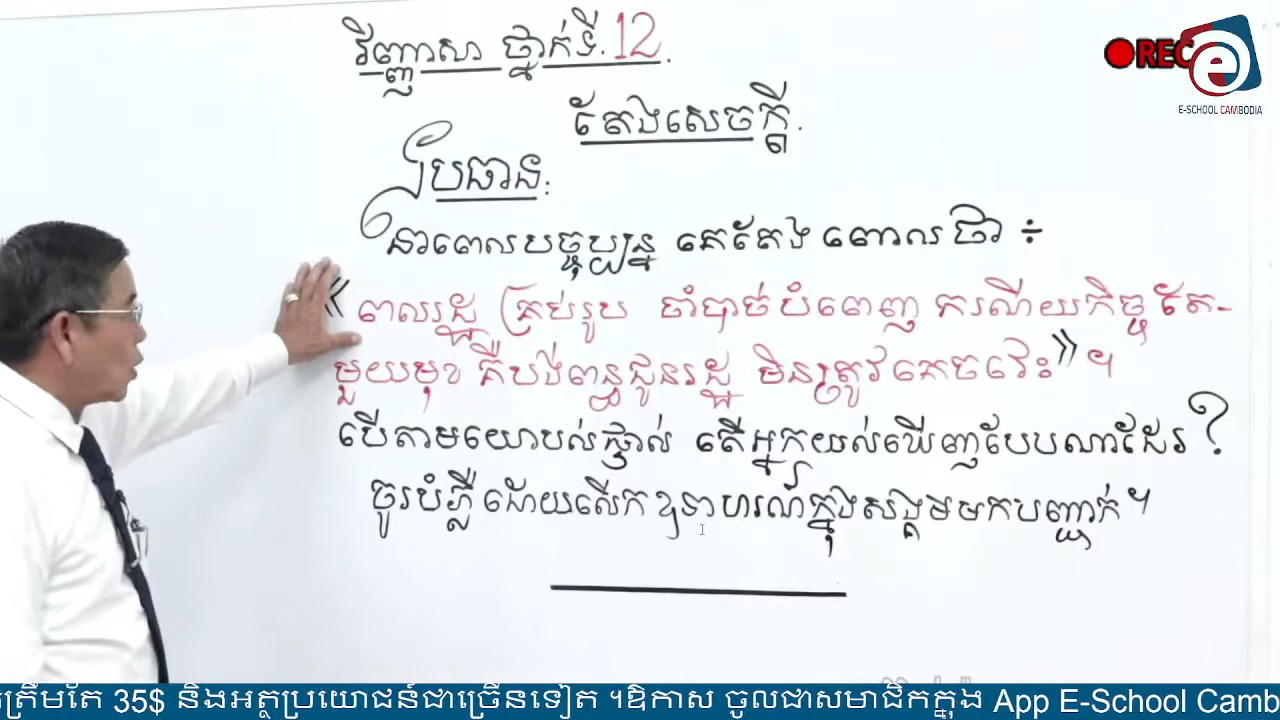 វិញ្ញាសា ថ្នាក់ទី.12.
តែងសេចក្ដី.
ប្រធាន:
នាពេលបច្ចុប្បន្ន គេតែង ពោលថា ÷
« ពលរដ្ឋ គ្រប់រូប ចាំបាច់បំពេញ ករណីយកិច្ច តែ-
មួយមុខ គឺបង់ពន្ធជូនរដ្ឋ មិនត្រូវគេចវេះ» ។
បើតាមយោបល់ផ្ទាល់ តើអ្នកយល់ឃើញបែបណាដែរ ?
ចូរបំភ្លឺ ដោយលើក ឧទាហរណ៍ក្នុងសង្គមមកបញ្ជាក់ ។
REC
e
E-SCHOOL CAMBODIA
ត្រឹមតែ 35$ និងអត្ថប្រយោជន៍ជាច្រើនទៀត ។ឱកាស ចូលជាសមាជិកក្នុង App E-School Camb